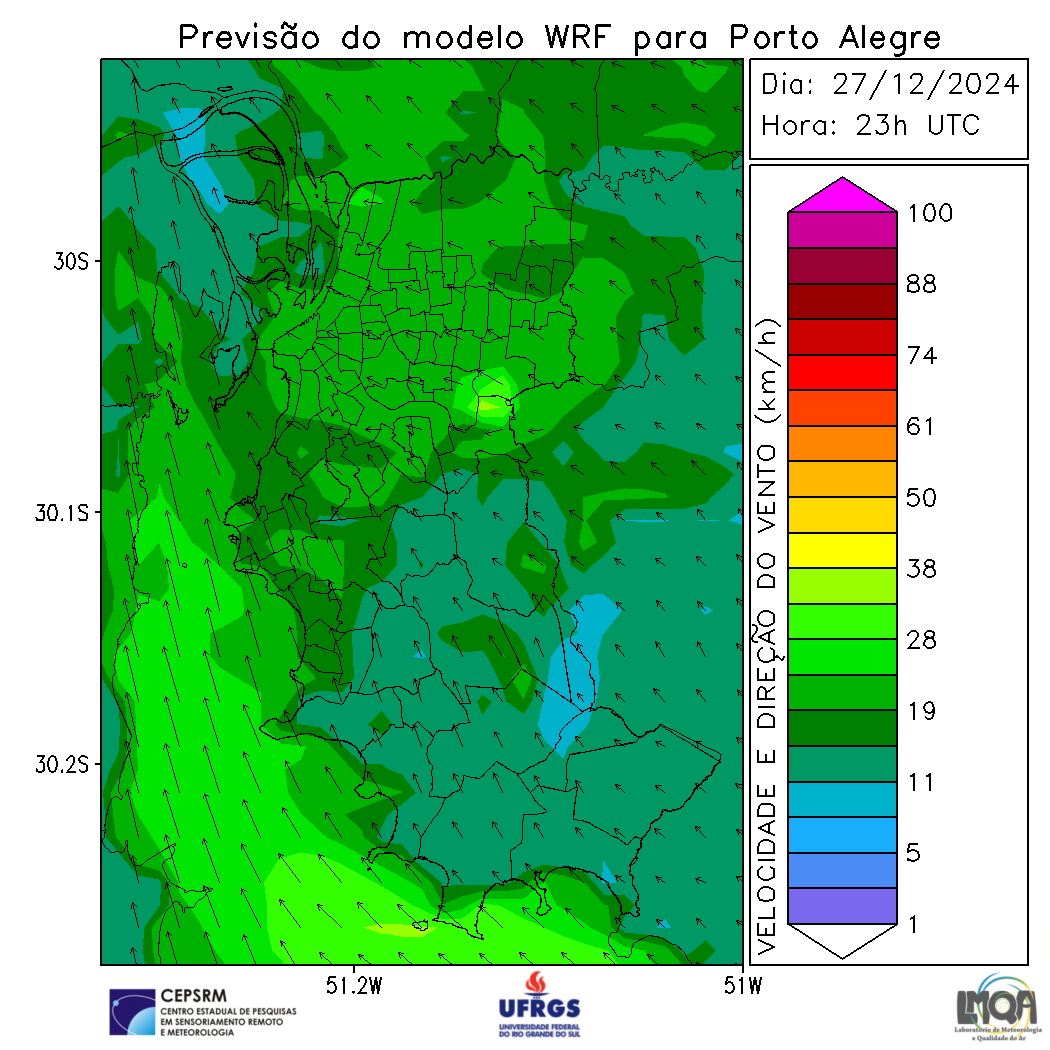 Previsão do modelo WRF para Porto Alegre
Dia: 27/12/2024
Hora: 23h UTC
30S
30.1S
30.2S
51.2W
51W
VELOCIDADE E DIREÇÃO DO VENTO (km/h)
100
88
74
61
50
38
28
19
11
5
1
CEPSRM
CENTRO ESTADUAL DE PESQUISAS
EM SENSORIAMENTO REMOTO
E METEOROLOGIA
UFRGS
UNIVERSIDADE FEDERAL
DO RIO GRANDE DO SUL
LMQA
Laboratório de Meteorologia
e Qualidade do Ar